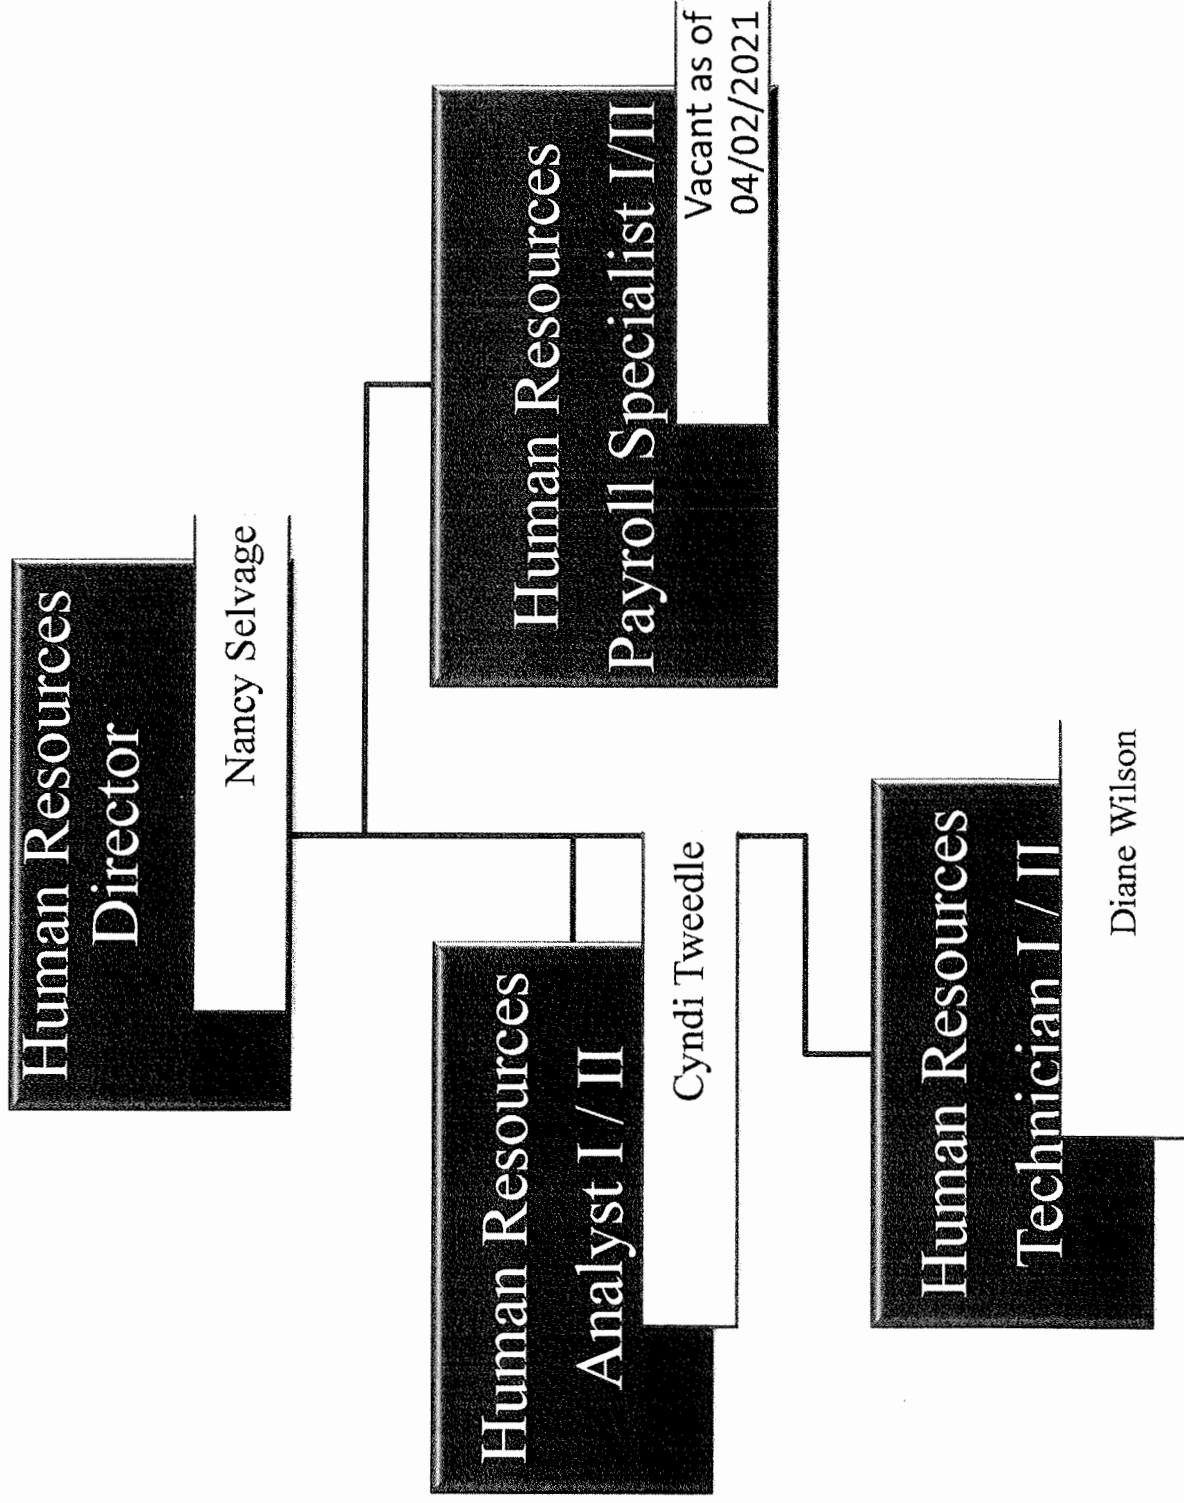 Human Resources
Director
Nancy Selvage
Human Resources
Analyst I / II
Cyndi Tweedle
Human Resources
Payroll Specialist I/II
Vacant as of
04/02/2021
Human Resources
Technician I / II
Diane Wilson